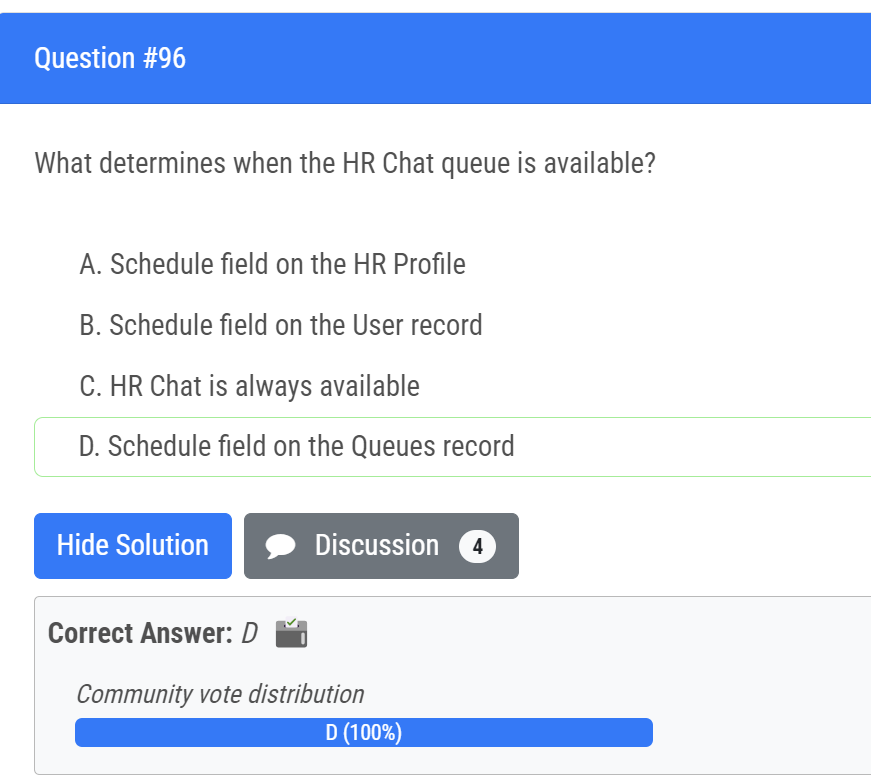 Question #96
What determines when the HR Chat queue is available?
A. Schedule field on the HR Profile
B. Schedule field on the User record
C. HR Chat is always available
D. Schedule field on the Queues record
Hide Solution
Discussion 4
Correct Answer: D
Community vote distribution
D (100%)